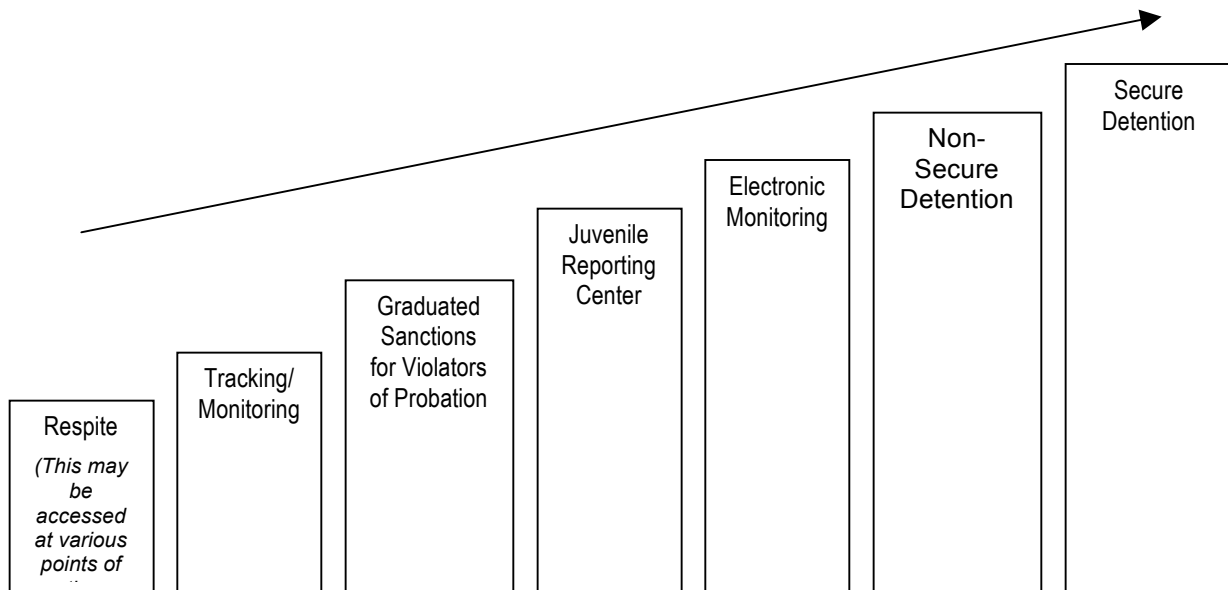 Respite
(This may
be
accessed
at various
points of
Tracking/
Monitoring
Graduated
Sanctions
for Violators
of Probation
Juvenile
Reporting
Center
Electronic
Monitoring
Non-
Secure
Detention
Secure
Detention